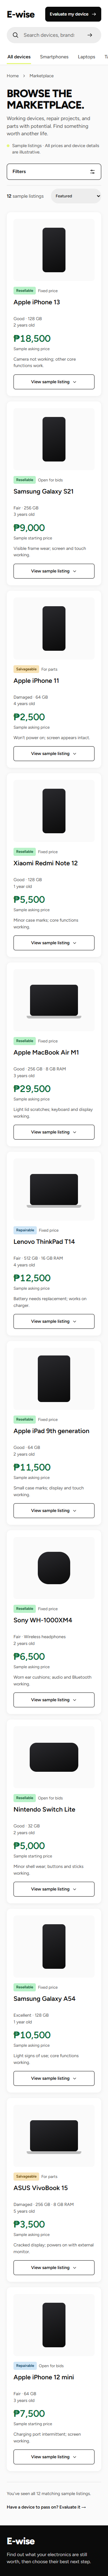 E-wise
Evaluate my device →
Search devices, brands
All devices Smartphones Laptops
Home > Marketplace
BROWSE THE
MARKETPLACE.
Working devices, repair projects, and
parts with potential. Find something
worth another life.
Sample listings · All prices and device details
are illustrative.
Filters
12 sample listings
Featured
Resellable Fixed price
Apple iPhone 13
Good · 128 GB
2 years old
₱18,500
Sample asking price
Camera not working; other core
functions work.
View sample listing
Resellable Open for bids
Samsung Galaxy S21
Fair · 256 GB
3 years old
₱9,000
Sample starting price
Visible frame wear; screen and touch
working.
View sample listing
Salvageable For parts
Apple iPhone 11
Damaged · 64 GB
4 years old
₱2,500
Sample asking price
Won't power on; screen appears intact.
View sample listing
Resellable Fixed price
Xiaomi Redmi Note 12
Good · 128 GB
1 year old
₱5,500
Sample asking price
Minor case marks; core functions
working.
View sample listing
Resellable Fixed price
Apple MacBook Air M1
Good · 256 GB · 8 GB RAM
3 years old
₱29,500
Sample asking price
Light lid scratches; keyboard and display
working.
View sample listing
Repairable Fixed price
Lenovo ThinkPad T14
Fair · 512 GB · 16 GB RAM
4 years old
₱12,500
Sample asking price
Battery needs replacement; works on
charger.
View sample listing
Resellable Fixed price
Apple iPad 9th generation
Good · 64 GB
2 years old
₱11,500
Sample asking price
Small case marks; display and touch
working.
View sample listing
Resellable Fixed price
Sony WH-1000XM4
Fair · Wireless headphones
2 years old
₱6,500
Sample asking price
Worn ear cushions; audio and Bluetooth
working.
View sample listing
Resellable Open for bids
Nintendo Switch Lite
Good · 32 GB
2 years old
₱5,000
Sample starting price
Minor shell wear; buttons and sticks
working.
View sample listing
Resellable Fixed price
Samsung Galaxy A54
Excellent · 128 GB
1 year old
₱10,500
Sample asking price
Light signs of use; core functions
working.
View sample listing
Salvageable For parts
ASUS VivoBook 15
Damaged · 256 GB · 8 GB RAM
5 years old
₱3,500
Sample asking price
Cracked display; powers on with external
monitor.
View sample listing
Repairable Open for bids
Apple iPhone 12 mini
Fair · 64 GB
3 years old
₱7,500
Sample starting price
Charging port intermittent; screen
working.
View sample listing
You've seen all 12 matching sample listings.
Have a device to pass on? Evaluate it →
E-wise
Find out what your electronics are still
worth, then choose their best next step.